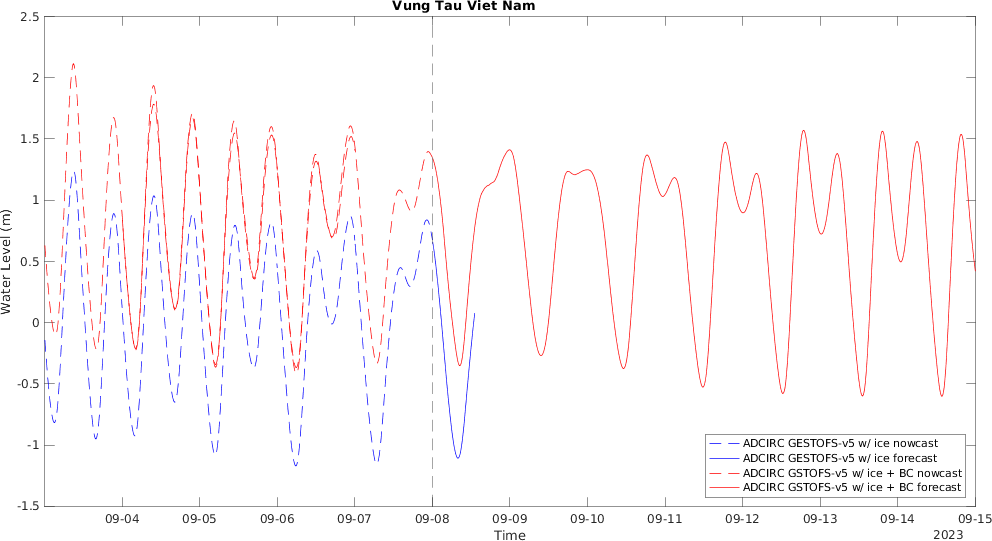 Vung Tau Viet Nam
2.5
2
1.5
1
0.5
0
-0.5
-1
-1.5
Water Level (m)
ADCIRC GESTOFS-v5 w/ ice nowcast
ADCIRC GESTOFS-v5 w/ ice forecast
ADCIRC GSTOFS-v5 w/ ice + BC nowcast
ADCIRC GSTOFS-v5 w/ ice + BC forecast
09-04 09-05 09-06 09-07 09-08 09-09 09-10 09-11 09-12 09-13 09-14 09-15
Time
2023